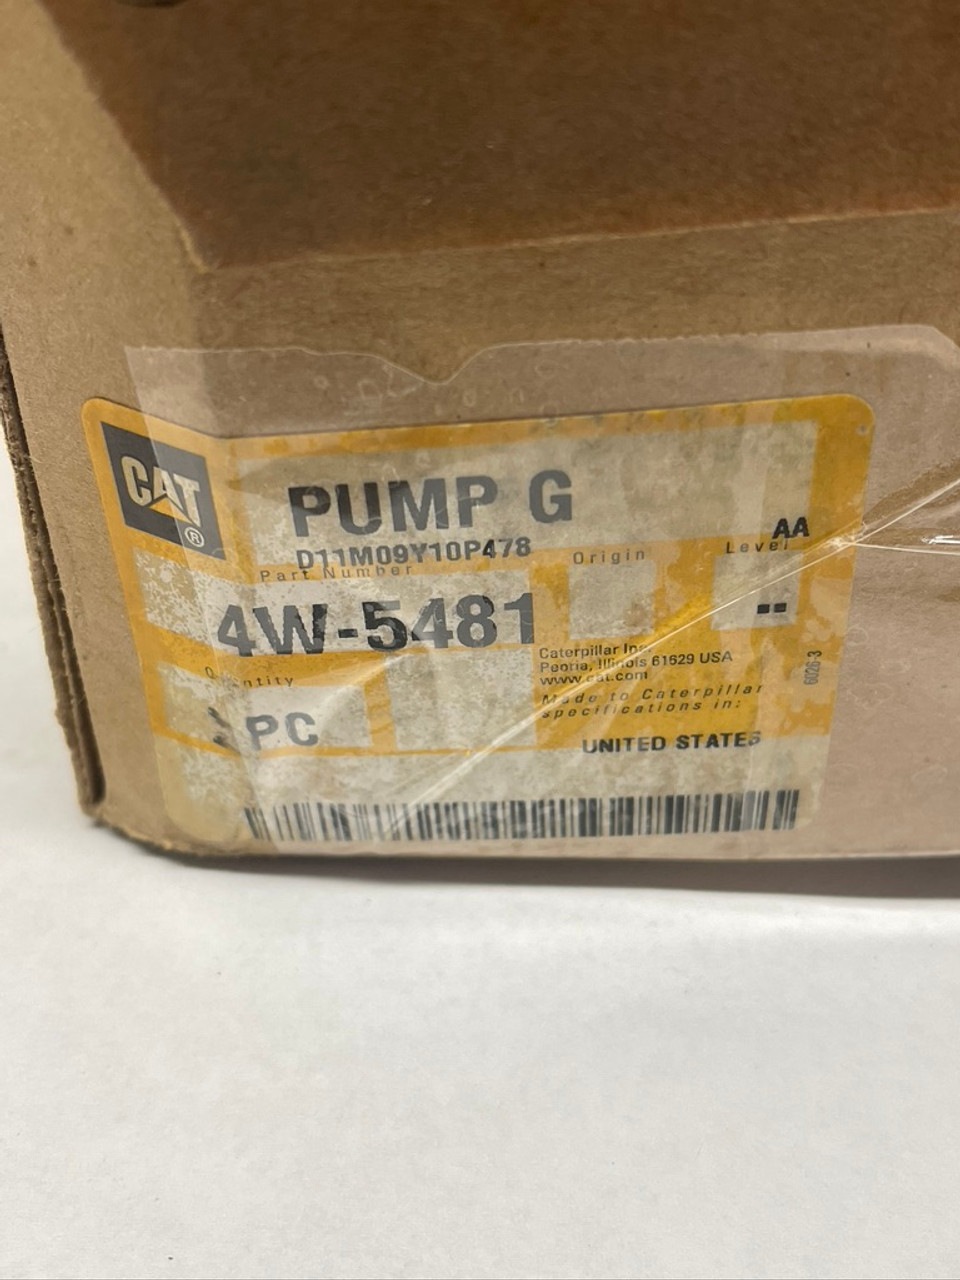 CAT®
PUMP G
D11M09Y10P478
AA
Part Number
Origin
Level
4W-5481
--
Caterpillar Inc.
Peoria, Illinois 61629 USA
www.cat.com
Quantity
Made to Caterpillar
specifications in:
6026-3
PC
UNITED STATES